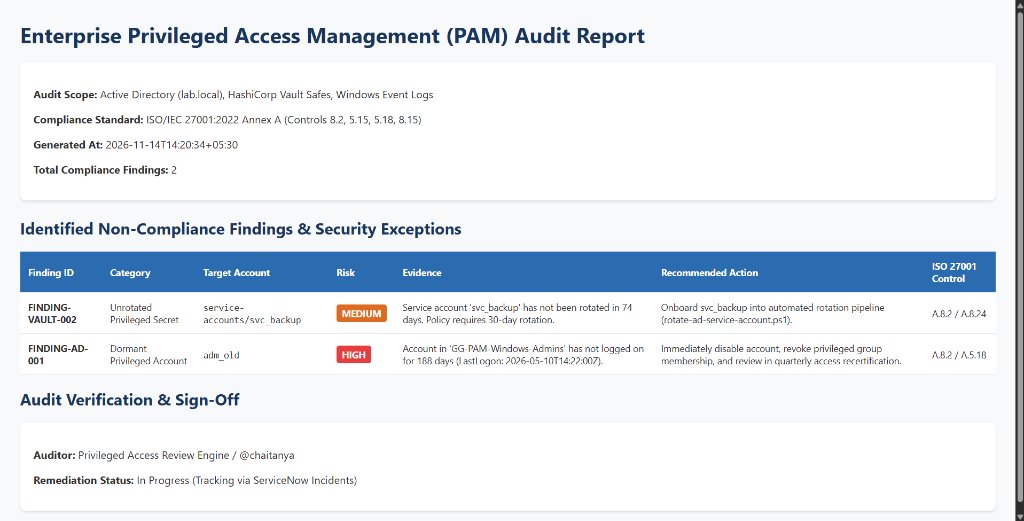 Enterprise Privileged Access Management (PAM) Audit Report
Audit Scope: Active Directory (lab.local), HashiCorp Vault Safes, Windows Event Logs
Compliance Standard: ISO/IEC 27001:2022 Annex A (Controls 8.2, 5.15, 5.18, 8.15)
Generated At: 2026-11-14T14:20:34+05:30
Total Compliance Findings: 2
Identified Non-Compliance Findings & Security Exceptions
Finding ID Category Target Account Risk Evidence Recommended Action ISO 27001 Control
FINDING-VAULT-002 Unrotated Privileged Secret service-accounts/svc_backup MEDIUM Service account 'svc_backup' has not been rotated in 74 days. Policy requires 30-day rotation. Onboard svc_backup into automated rotation pipeline (rotate-ad-service-account.ps1). A.8.2 / A.8.24
FINDING-AD-001 Dormant Privileged Account adm_old HIGH Account in 'GG-PAM-Windows-Admins' has not logged on for 188 days (LastLogon: 2026-05-10T14:22:00Z). Immediately disable account, revoke privileged group membership, and review in quarterly access recertification. A.8.2 / A.5.18
Audit Verification & Sign-Off
Auditor: Privileged Access Review Engine / @chaitanya
Remediation Status: In Progress (Tracking via ServiceNow Incidents)